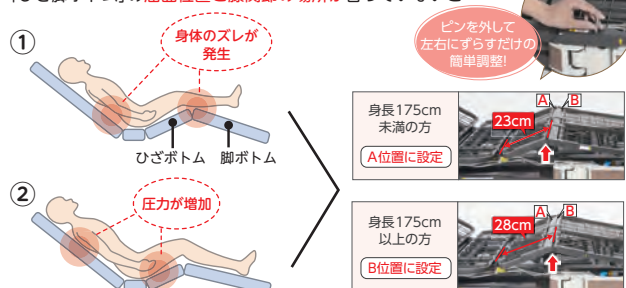 ピンを外して
左右にずらすだけの
簡単調整!
①
身体のズレが
発生
ひざボトム 脚ボトム
②
圧力が増加
身長175cm
未満の方
A位置に設定
A B
23cm
身長175cm
以上の方
B位置に設定
A B
28cm